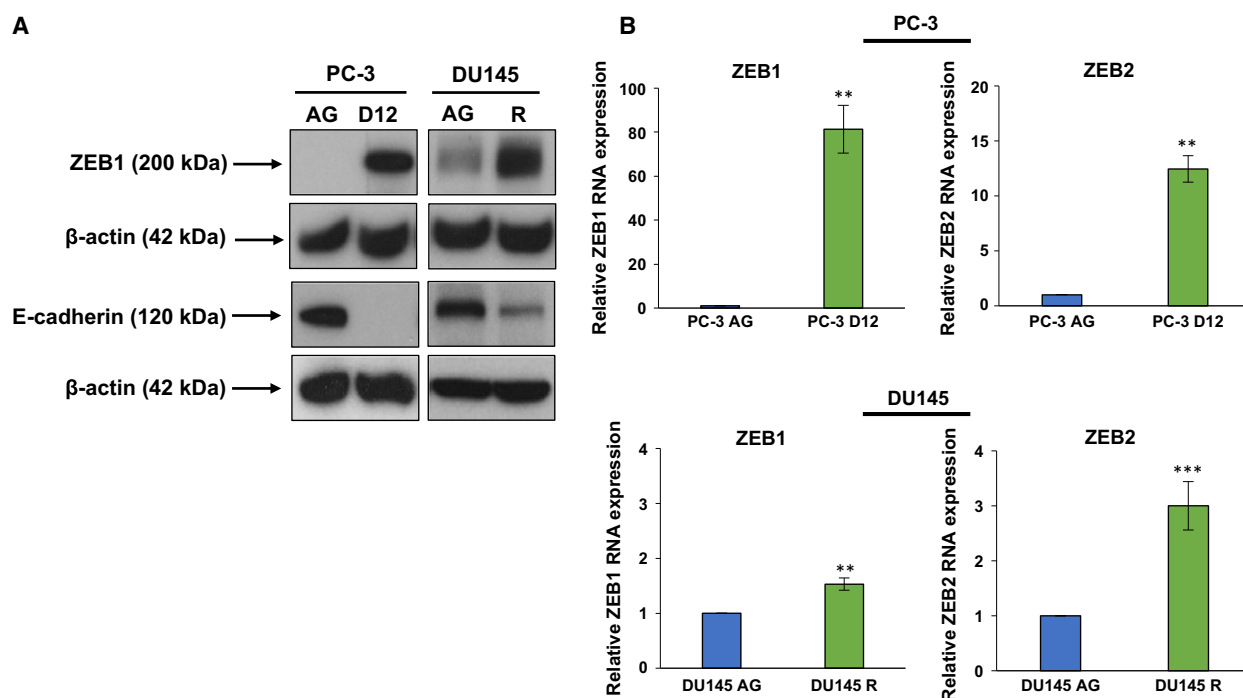 A
PC-3 DU145
AG D12 AG R
ZEB1 (200 kDa)
β-actin (42 kDa)
E-cadherin (120 kDa)
β-actin (42 kDa)
B
PC-3
ZEB1
Relative ZEB1 RNA expression
100
80
60
40
20
0
**
PC-3 AG PC-3 D12
ZEB2
Relative ZEB2 RNA expression
20
15
10
5
0
**
PC-3 AG PC-3 D12
DU145
ZEB1
Relative ZEB1 RNA expression
4
3
2
1
0
**
DU145 AG DU145 R
ZEB2
Relative ZEB2 RNA expression
4
3
2
1
0
***
DU145 AG DU145 R